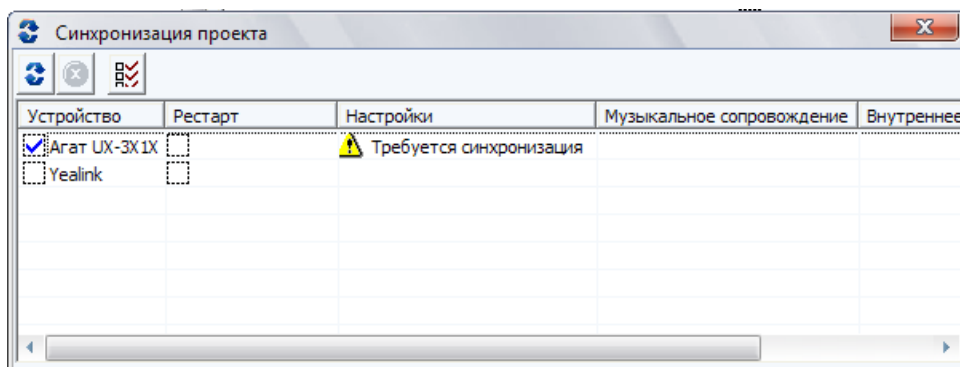 Синхронизация проекта
Устройство Рестарт Настройки Музыкальное сопровождение Внутреннее
Агат UX-3X1X Требуется синхронизация
Yealink